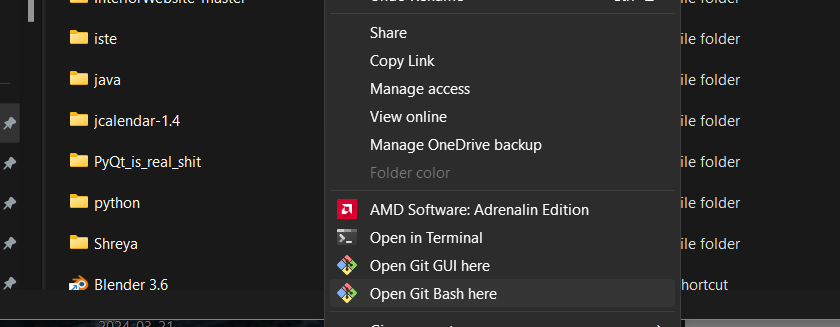 InteriorWebsite-master
iste
java
jcalendar-1.4
PyQt_is_real_shit
python
Shreya
Blender 3.6
2024-03-21
Undo Rename
Share
Copy Link
Manage access
View online
Manage OneDrive backup
Folder color
AMD Software: Adrenalin Edition
Open in Terminal
Open Git GUI here
Open Git Bash here
ile folder
ile folder
ile folder
ile folder
ile folder
ile folder
ile folder
hortcut